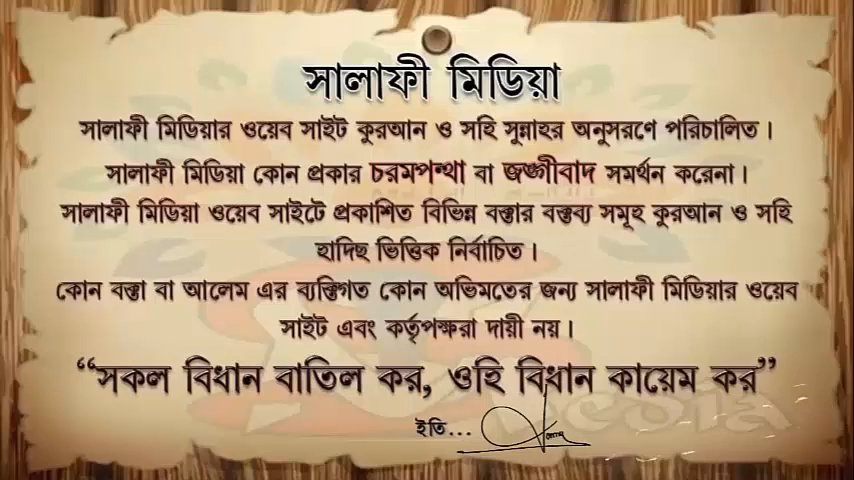 সালাফী মিডিয়া
সালাফী মিডিয়ার ওয়েব সাইট কুরআন ও সহি সুন্নাহর অনুসরণে পরিচালিত।
সালাফী মিডিয়া কোন প্রকার চরমপন্থা বা জঙ্গীবাদ সমর্থন করেনা।
সালাফী মিডিয়া ওয়েব সাইটে প্রকাশিত বিভিন্ন বক্তার বক্তব্য সমূহ কুরআন ও সহি
হাদিছ ভিত্তিক নির্বাচিত।
কোন বক্তা বা আলেম এর ব্যক্তিগত কোন অভিমতের জন্য সালাফী মিডিয়ার ওয়েব
সাইট এবং কর্তৃপক্ষরা দায়ী নয়।
“সকল বিধান বাতিল কর, ওহি বিধান কায়েম কর”
ইতি...